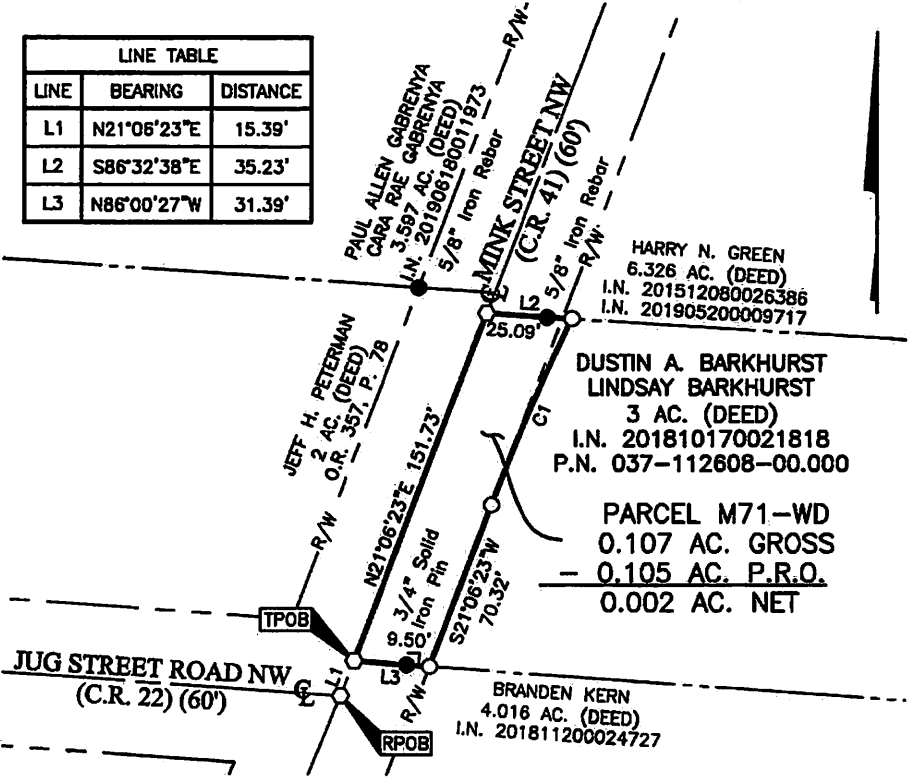 LINE TABLE
LINE BEARING DISTANCE
L1 N21°06'23"E 15.39'
L2 S86°32'38"E 35.23'
L3 N86°00'27"W 31.39'
PAUL ALLEN GABRENYA
CARA RAE GABRENYA
3.597 AC. (DEED)
I.N. 201906180011973
5/8" Iron Rebar
R/W
MINK STREET NW
(C.R. 41) (60')
5/8" Iron Rebar
R/W
HARRY N. GREEN
6.326 AC. (DEED)
I.N. 201512080026386
I.N. 201905200009717
℄
L2
25.09'
JEFF H. PETERMAN
2 AC. (DEED)
O.R. 357, P. 78
R/W
DUSTIN A. BARKHURST
LINDSAY BARKHURST
3 AC. (DEED)
I.N. 201810170021818
P.N. 037-112608-00.000
C1
N21°06'23"E 151.73'
PARCEL M71-WD
0.107 AC. GROSS
- 0.105 AC. P.R.O.
0.002 AC. NET
3/4" Solid
Iron Pin
9.50'
S21°06'23"W
70.32'
TPOB
JUG STREET ROAD NW ℄
(C.R. 22) (60')
L1
L3
R/W
RPOB
BRANDEN KERN
4.016 AC. (DEED)
I.N. 201811200024727